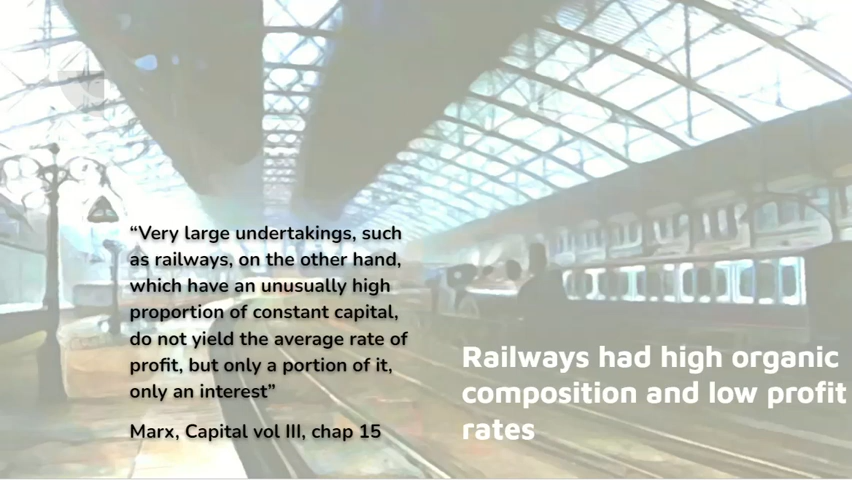 “Very large undertakings, such
as railways, on the other hand,
which have an unusually high
proportion of constant capital,
do not yield the average rate of
profit, but only a portion of it,
only an interest”
Marx, Capital vol III, chap 15
Railways had high organic
composition and low profit
rates